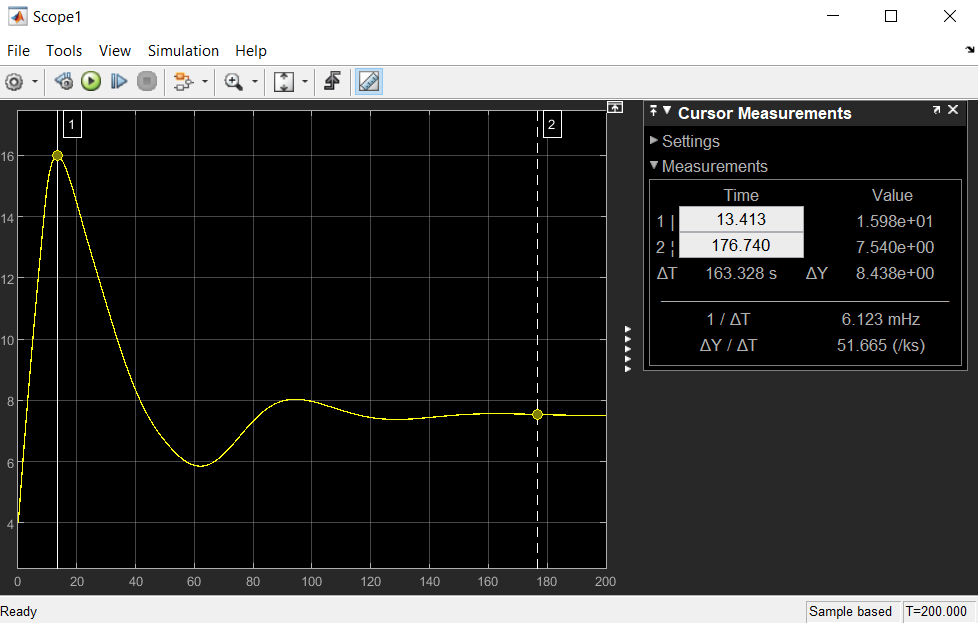 Scope1
File Tools View Simulation Help
1
2
16
14
12
10
8
6
4
0 20 40 60 80 100 120 140 160 180 200
Cursor Measurements
Settings
Measurements
Time Value
1 | 13.413 1.598e+01
2 ¦ 176.740 7.540e+00
ΔT 163.328 s ΔY 8.438e+00
1 / ΔT 6.123 mHz
ΔY / ΔT 51.665 (/ks)
Ready Sample based T=200.000